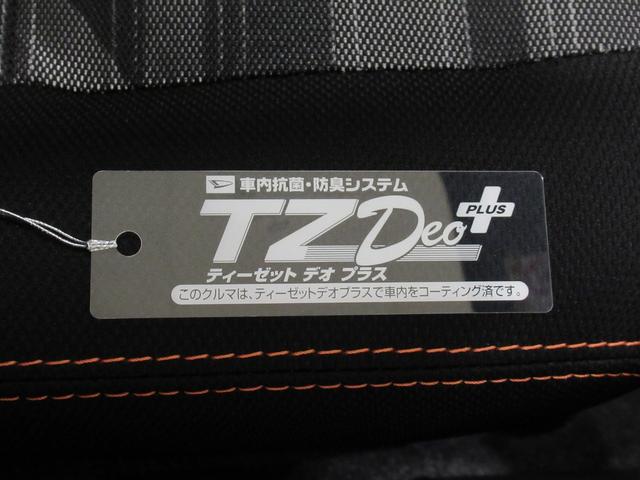 車内抗菌・防臭システム
TZDeo PLUS
ティーゼット デオ プラス
このクルマは、ティーゼットデオプラスで車内をコーティング済です。